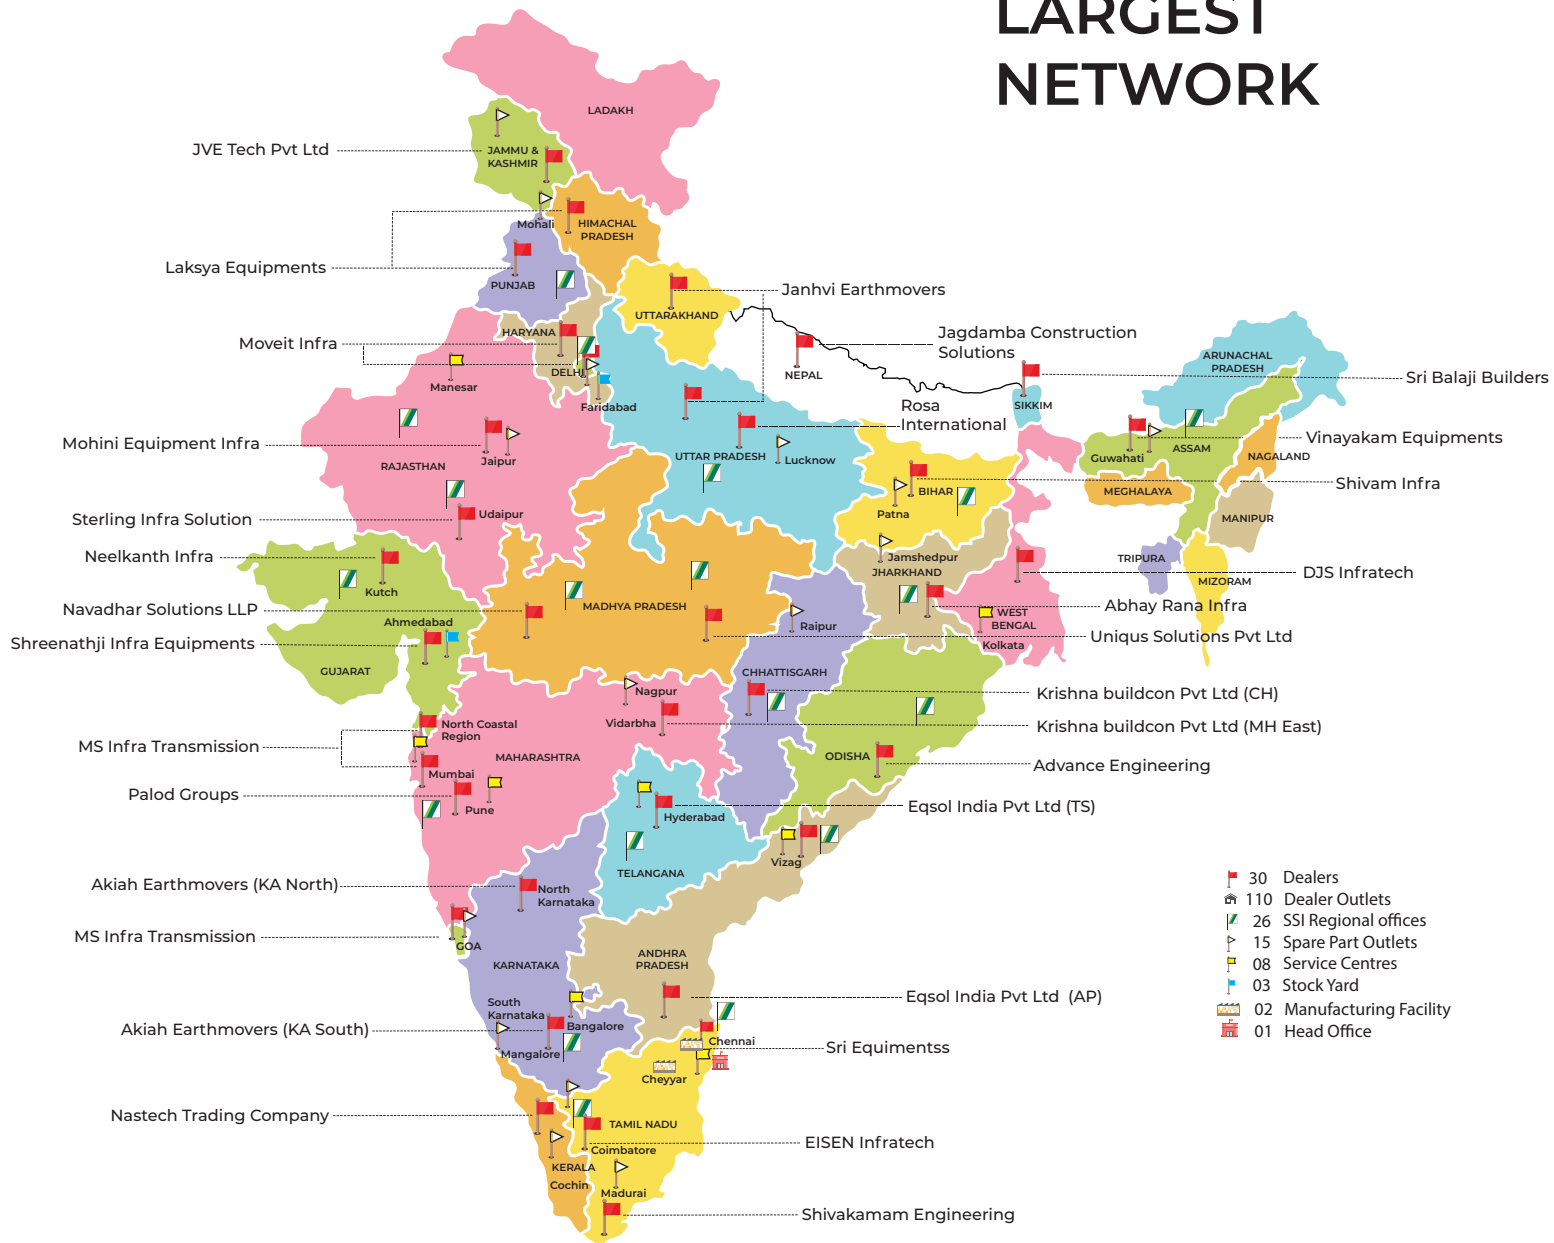 LARGEST
NETWORK
LADAKH
JAMMU &
KASHMIR
JVE Tech Pvt Ltd
Mohali
HIMACHAL
PRADESH
Laksya Equipments
PUNJAB
Janhvi Earthmovers
UTTARAKHAND
HARYANA
Moveit Infra
DELHI
Jagdamba Construction
Solutions
NEPAL
ARUNACHAL
PRADESH
Sri Balaji Builders
SIKKIM
Manesar
Faridabad
Rosa
International
Mohini Equipment Infra
Jaipur
RAJASTHAN
UTTAR PRADESH
Lucknow
Guwahati
ASSAM
Vinayakam Equipments
NAGALAND
MEGHALAYA
Shivam Infra
BIHAR
Patna
MANIPUR
Sterling Infra Solution
Udaipur
Neelkanth Infra
Kutch
Jamshedpur
JHARKHAND
TRIPURA
MIZORAM
DJS Infratech
Navadhar Solutions LLP
MADHYA PRADESH
Abhay Rana Infra
WEST
BENGAL
Kolkata
Ahmedabad
Raipur
Uniqus Solutions Pvt Ltd
Shreenathji Infra Equipments
GUJARAT
CHHATTISGARH
Nagpur
Krishna buildcon Pvt Ltd (CH)
Vidarbha
Krishna buildcon Pvt Ltd (MH East)
North Coastal
Region
MS Infra Transmission
MAHARASHTRA
ODISHA
Advance Engineering
Mumbai
Palod Groups
Pune
Eqsol India Pvt Ltd (TS)
Hyderabad
Vizag
TELANGANA
Akiah Earthmovers (KA North)
North
Karnataka
30 Dealers
110 Dealer Outlets
26 SSI Regional offices
15 Spare Part Outlets
08 Service Centres
03 Stock Yard
02 Manufacturing Facility
01 Head Office
MS Infra Transmission
GOA
KARNATAKA
ANDHRA
PRADESH
Eqsol India Pvt Ltd (AP)
South
Karnataka
Akiah Earthmovers (KA South)
Bangalore
Mangalore
Chennai
Sri Equimentss
Cheyyar
Nastech Trading Company
TAMIL NADU
Coimbatore
EISEN Infratech
KERALA
Cochin
Madurai
Shivakamam Engineering